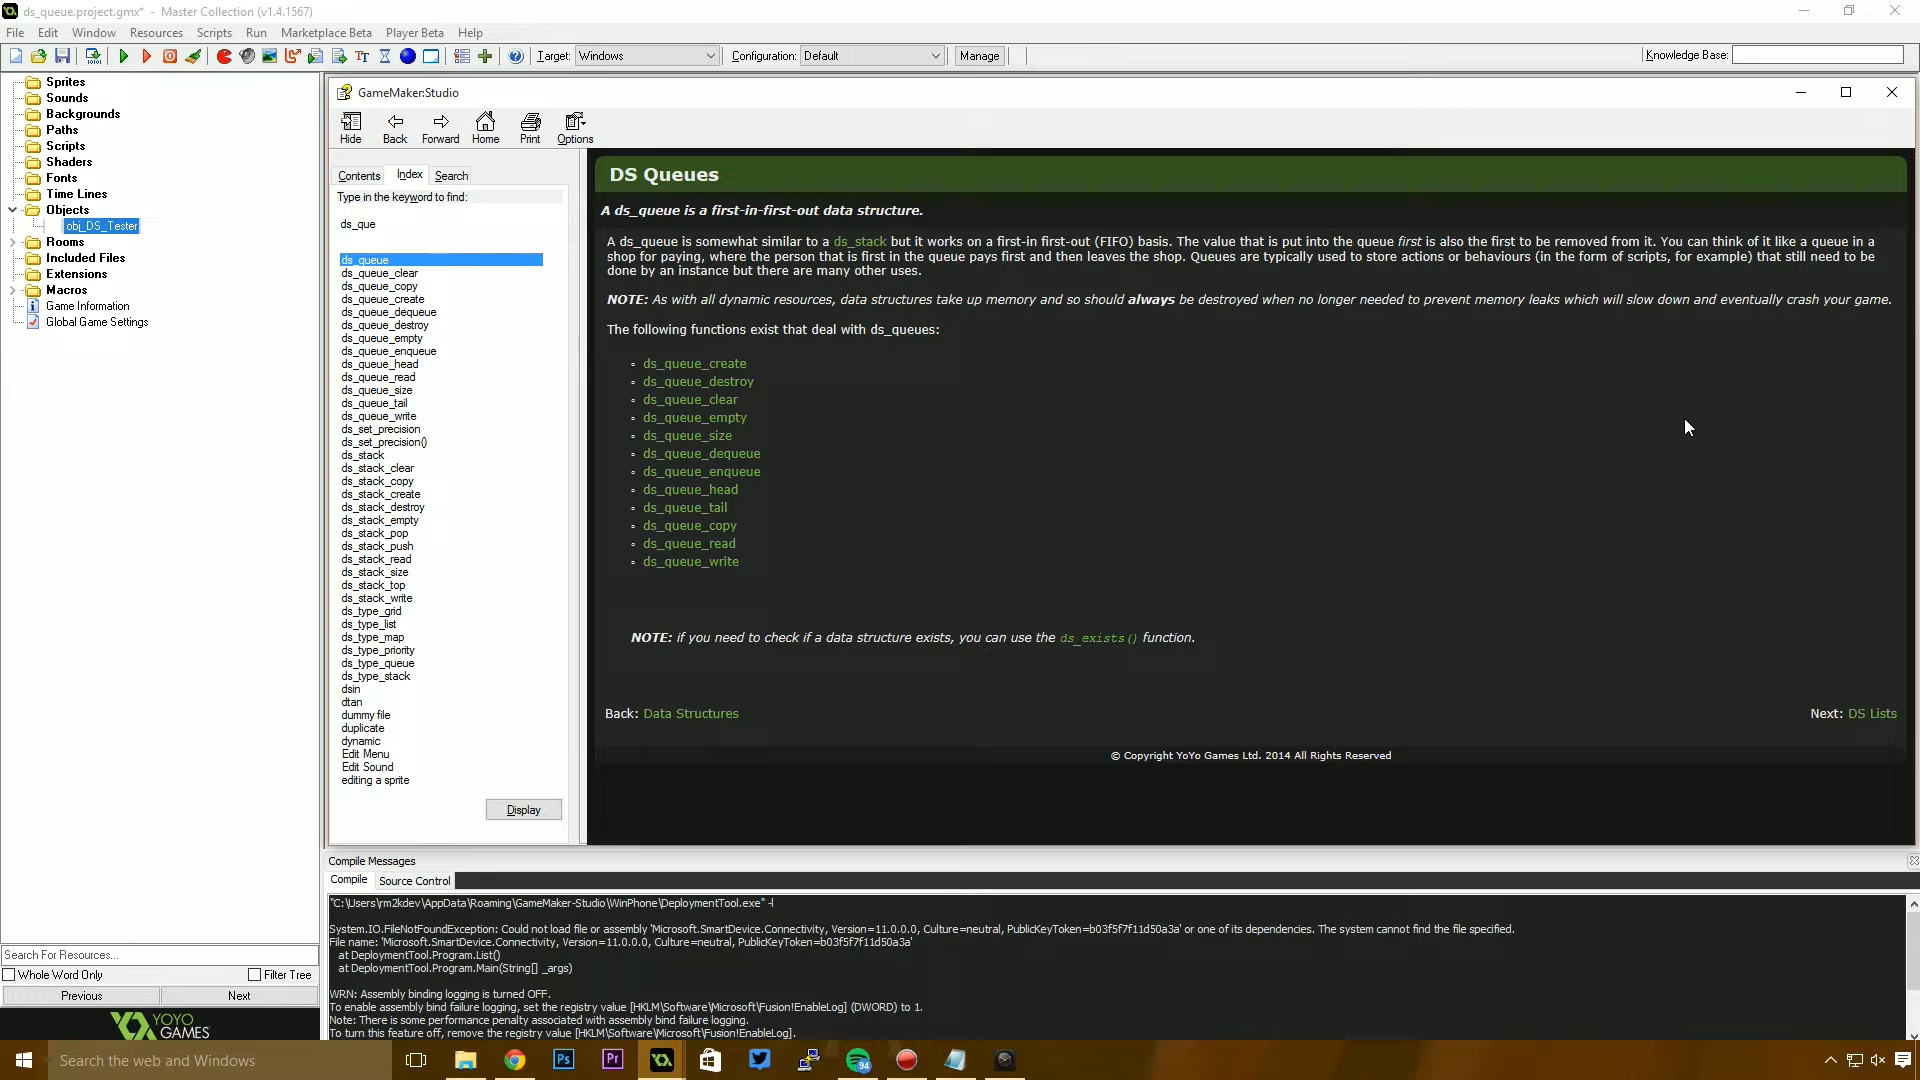 ds_queue.project.gmx* - Master Collection (v1.4.1567)
File Edit Window Resources Scripts Run Marketplace Beta Player Beta Help
Target: Windows Configuration: Default Manage Knowledge Base:
Sprites
Sounds
Backgrounds
Paths
Scripts
Shaders
Fonts
Time Lines
Objects
obj_DS_Tester
Rooms
Included Files
Extensions
Macros
Game Information
Global Game Settings
Search For Resources...
Whole Word Only Filter Tree
Previous Next
YOYO
GAMES
GameMaker:Studio
Hide Back Forward Home Print Options
Contents Index Search
Type in the keyword to find:
ds_que
ds_queue
ds_queue_clear
ds_queue_copy
ds_queue_create
ds_queue_dequeue
ds_queue_destroy
ds_queue_empty
ds_queue_enqueue
ds_queue_head
ds_queue_read
ds_queue_size
ds_queue_tail
ds_queue_write
ds_set_precision
ds_set_precision()
ds_stack
ds_stack_clear
ds_stack_copy
ds_stack_create
ds_stack_destroy
ds_stack_empty
ds_stack_pop
ds_stack_push
ds_stack_read
ds_stack_size
ds_stack_top
ds_stack_write
ds_type_grid
ds_type_list
ds_type_map
ds_type_priority
ds_type_queue
ds_type_stack
dsin
dtan
dummy file
duplicate
dynamic
Edit Menu
Edit Sound
editing a sprite
Display
DS Queues
A ds_queue is a first-in-first-out data structure.
A ds_queue is somewhat similar to a ds_stack but it works on a first-in first-out (FIFO) basis. The value that is put into the queue first is also the first to be removed from it. You can think of it like a queue in a
shop for paying, where the person that is first in the queue pays first and then leaves the shop. Queues are typically used to store actions or behaviours (in the form of scripts, for example) that still need to be
done by an instance but there are many other uses.
NOTE: As with all dynamic resources, data structures take up memory and so should always be destroyed when no longer needed to prevent memory leaks which will slow down and eventually crash your game.
The following functions exist that deal with ds_queues:
ds_queue_create
ds_queue_destroy
ds_queue_clear
ds_queue_empty
ds_queue_size
ds_queue_dequeue
ds_queue_enqueue
ds_queue_head
ds_queue_tail
ds_queue_copy
ds_queue_read
ds_queue_write
NOTE: if you need to check if a data structure exists, you can use the ds_exists() function.
Back: Data Structures Next: DS Lists
© Copyright YoYo Games Ltd. 2014 All Rights Reserved
Compile Messages
Compile Source Control
"C:\Users\rm2kdev\AppData\Roaming\GameMaker-Studio\WinPhone\DeploymentTool.exe" -l
System.IO.FileNotFoundException: Could not load file or assembly 'Microsoft.SmartDevice.Connectivity, Version=11.0.0.0, Culture=neutral, PublicKeyToken=b03f5f7f11d50a3a' or one of its dependencies. The system cannot find the file specified.
File name: 'Microsoft.SmartDevice.Connectivity, Version=11.0.0.0, Culture=neutral, PublicKeyToken=b03f5f7f11d50a3a'
at DeploymentTool.Program.List()
at DeploymentTool.Program.Main(String[] _args)
WRN: Assembly binding logging is turned OFF.
To enable assembly bind failure logging, set the registry value [HKLM\Software\Microsoft\Fusion!EnableLog] (DWORD) to 1.
Note: There is some performance penalty associated with assembly bind failure logging.
To turn this feature off, remove the registry value [HKLM\Software\Microsoft\Fusion!EnableLog].
Search the web and Windows
Ps Pr 94